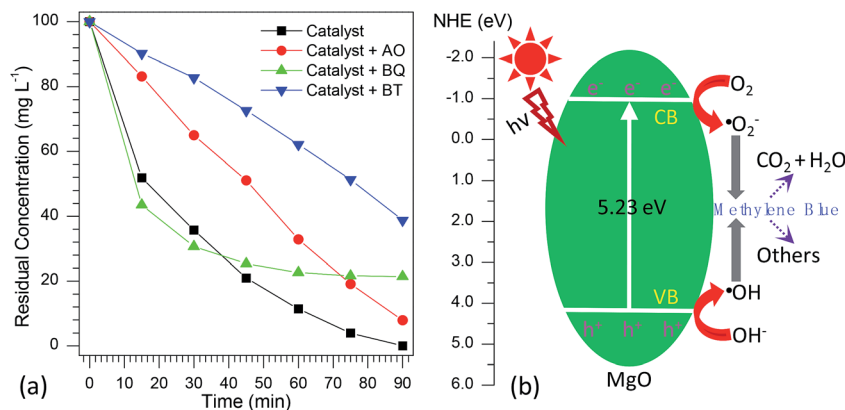 100
80
60
40
20
0
Residual Concentration (mg L⁻¹)
Catalyst
Catalyst + AO
Catalyst + BQ
Catalyst + BT
0 10 20 30 40 50 60 70 80 90
Time (min)
(a)
NHE (eV)
-2.0
-1.0
0.0
1.0
2.0
3.0
4.0
5.0
6.0
hν
e⁻ e⁻ e⁻
CB
5.23 eV
VB
h⁺ h⁺ h⁺
MgO
O₂
•O₂⁻
CO₂ + H₂O
Methylene Blue
Others
•OH
OH⁻
(b)